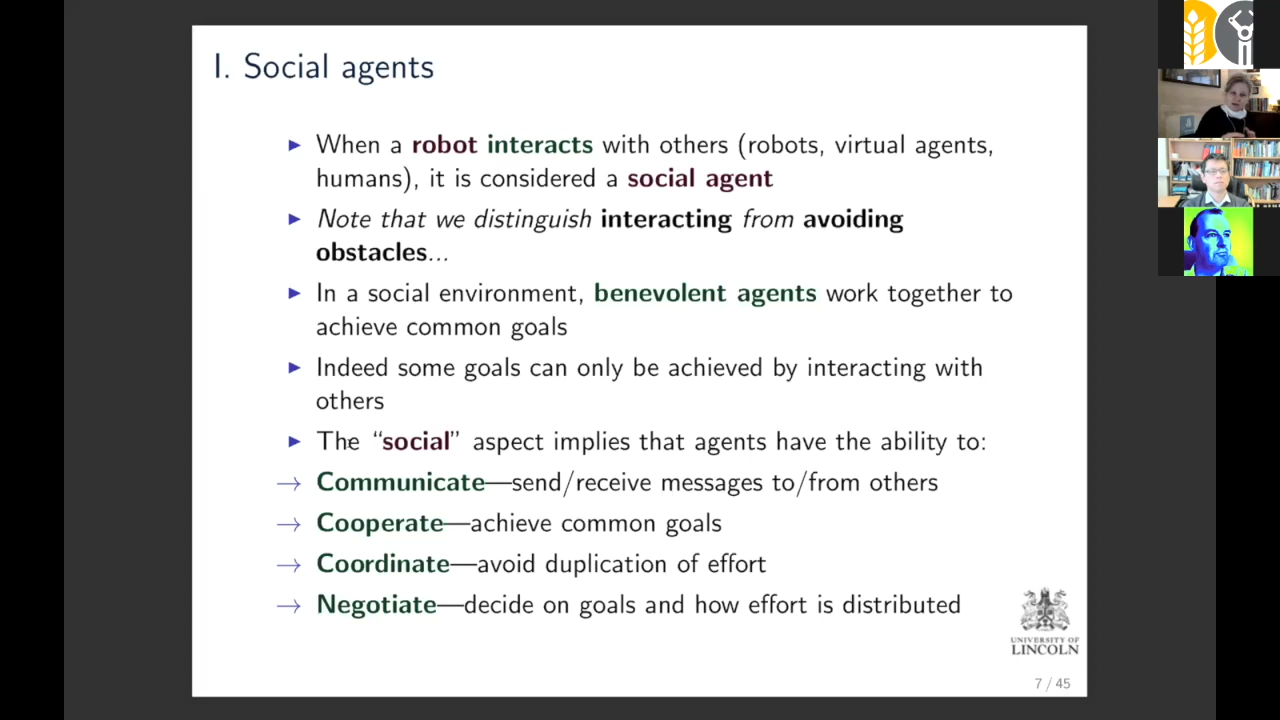 I. Social agents
▶ When a robot interacts with others (robots, virtual agents,
humans), it is considered a social agent
▶ Note that we distinguish interacting from avoiding
obstacles...
▶ In a social environment, benevolent agents work together to
achieve common goals
▶ Indeed some goals can only be achieved by interacting with
others
▶ The “social” aspect implies that agents have the ability to:
→ Communicate—send/receive messages to/from others
→ Cooperate—achieve common goals
→ Coordinate—avoid duplication of effort
→ Negotiate—decide on goals and how effort is distributed
UNIVERSITY OF
LINCOLN
7 / 45